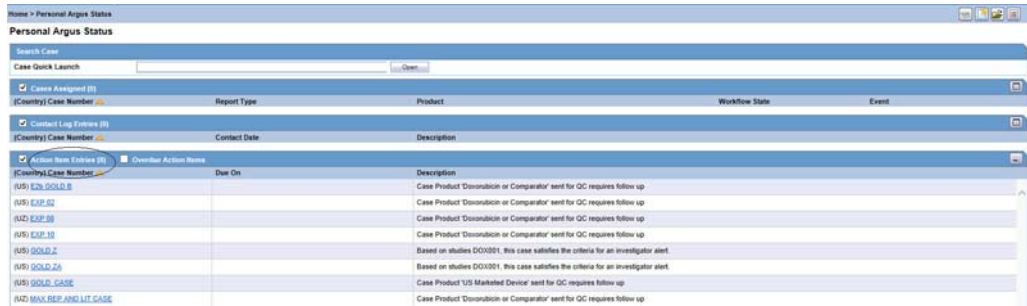 Home > Personal Argus Status
Personal Argus Status
Search Case
Case Quick Launch Open
Cases Assigned (0)
(Country) Case Number Report Type Product Workflow State Event
Contact Log Entries (0)
(Country) Case Number Contact Date Description
Action Item Entries (8) Overdue Action Items
(Country) Case Number Due On Description
(US) E2b GOLD B Case Product 'Doxorubicin or Comparator' sent for QC requires follow up
(US) EXP 02 Case Product 'Doxorubicin or Comparator' sent for QC requires follow up
(UZ) EXP 08 Case Product 'Doxorubicin or Comparator' sent for QC requires follow up
(US) EXP 10 Case Product 'Doxorubicin or Comparator' sent for QC requires follow up
(US) GOLD Z Based on studies DOX001, this case satisfies the criteria for an investigator alert.
(US) GOLD ZA Based on studies DOX001, this case satisfies the criteria for an investigator alert.
(US) GOLD CASE Case Product 'US Marketed Device' sent for QC requires follow up
(UZ) MAX REP AND LIT CASE Case Product 'Doxorubicin or Comparator' sent for QC requires follow up